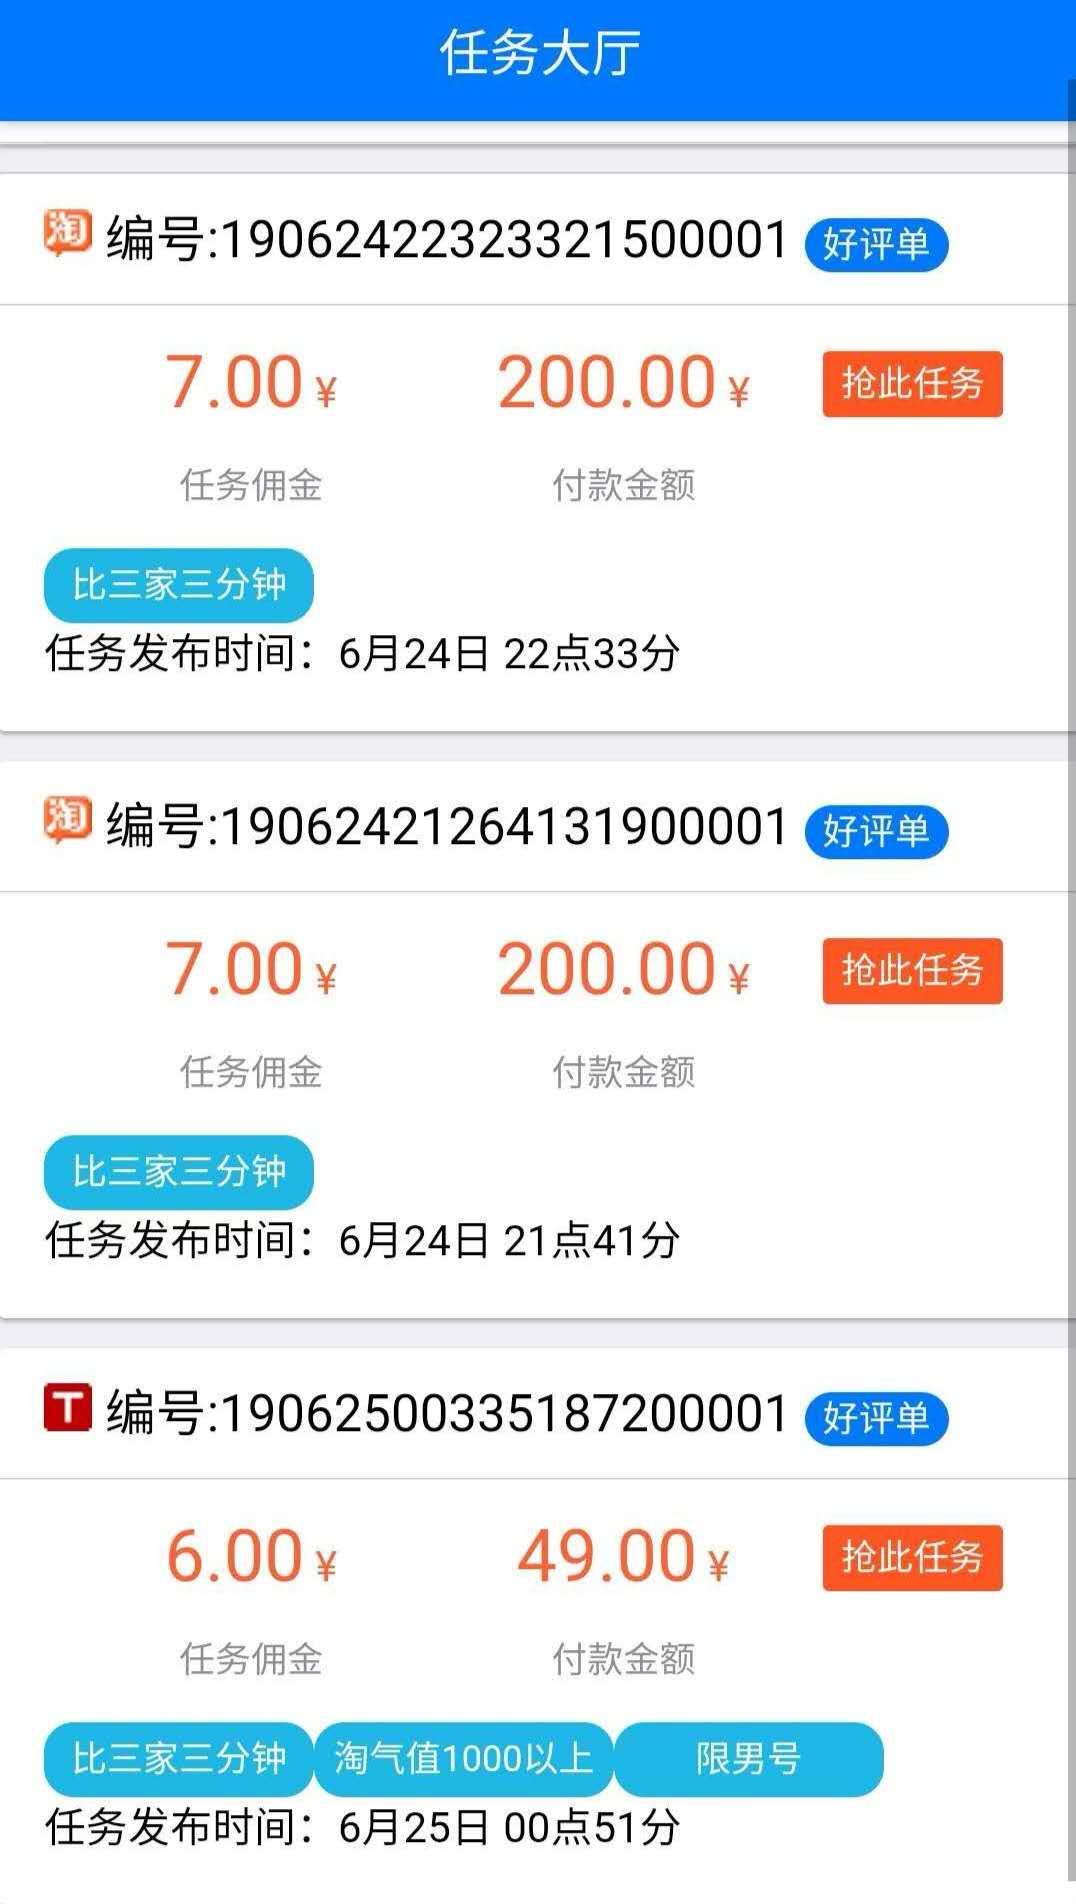 任务大厅
淘 编号:19062422323321500001 好评单
7.00 ¥ 200.00 ¥ 抢此任务
任务佣金 付款金额
比三家三分钟
任务发布时间：6月24日 22点33分
淘 编号:19062421264131900001 好评单
7.00 ¥ 200.00 ¥ 抢此任务
任务佣金 付款金额
比三家三分钟
任务发布时间：6月24日 21点41分
T 编号:19062500335187200001 好评单
6.00 ¥ 49.00 ¥ 抢此任务
任务佣金 付款金额
比三家三分钟 淘气值1000以上 限男号
任务发布时间：6月25日 00点51分